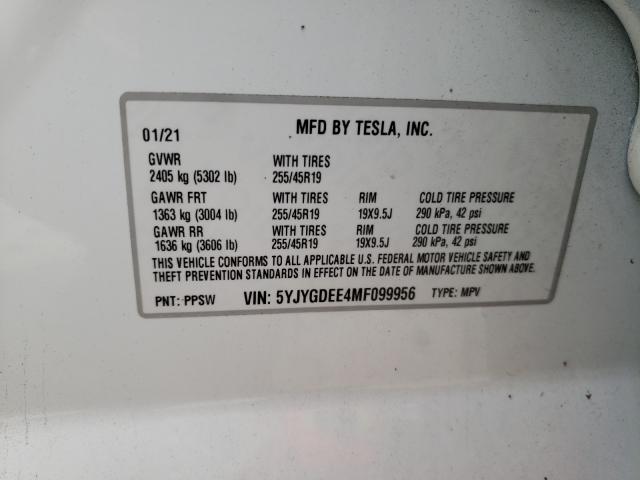 01/21 MFD BY TESLA, INC.
GVWR WITH TIRES
2405 kg (5302 lb) 255/45R19
GAWR FRT WITH TIRES RIM COLD TIRE PRESSURE
1363 kg (3004 lb) 255/45R19 19X9.5J 290 kPa, 42 psi
GAWR RR WITH TIRES RIM COLD TIRE PRESSURE
1636 kg (3606 lb) 255/45R19 19X9.5J 290 kPa, 42 psi
THIS VEHICLE CONFORMS TO ALL APPLICABLE U.S. FEDERAL MOTOR VEHICLE SAFETY AND
THEFT PREVENTION STANDARDS IN EFFECT ON THE DATE OF MANUFACTURE SHOWN ABOVE.
PNT: PPSW VIN: 5YJYGDEE4MF099956 TYPE: MPV